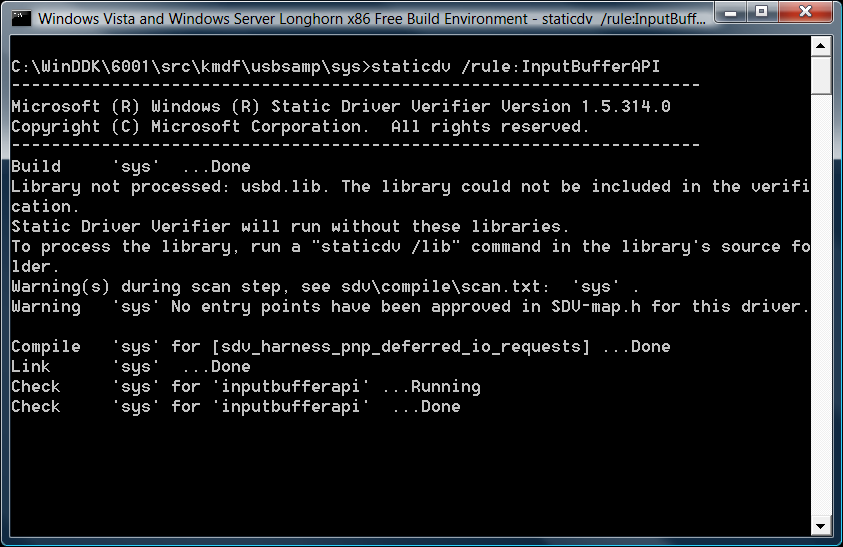 Windows Vista and Windows Server Longhorn x86 Free Build Environment - staticdv /rule:InputBuff...
C:\WinDDK\6001\src\kmdf\usbsamp\sys>staticdv /rule:InputBufferAPI
-----------------------------------------------------------------
Microsoft (R) Windows (R) Static Driver Verifier Version 1.5.314.0
Copyright (C) Microsoft Corporation.  All rights reserved.
-----------------------------------------------------------------
Build     'sys'  ...Done
Library not processed: usbd.lib. The library could not be included in the verifi
cation.
Static Driver Verifier will run without these libraries.
To process the library, run a "staticdv /lib" command in the library's source fo
lder.
Warning(s) during scan step, see sdv\compile\scan.txt:  'sys' .
Warning   'sys' No entry points have been approved in SDV-map.h for this driver.
Compile   'sys' for [sdv_harness_pnp_deferred_io_requests] ...Done
Link      'sys'  ...Done
Check     'sys' for 'inputbufferapi' ...Running
Check     'sys' for 'inputbufferapi'  ...Done